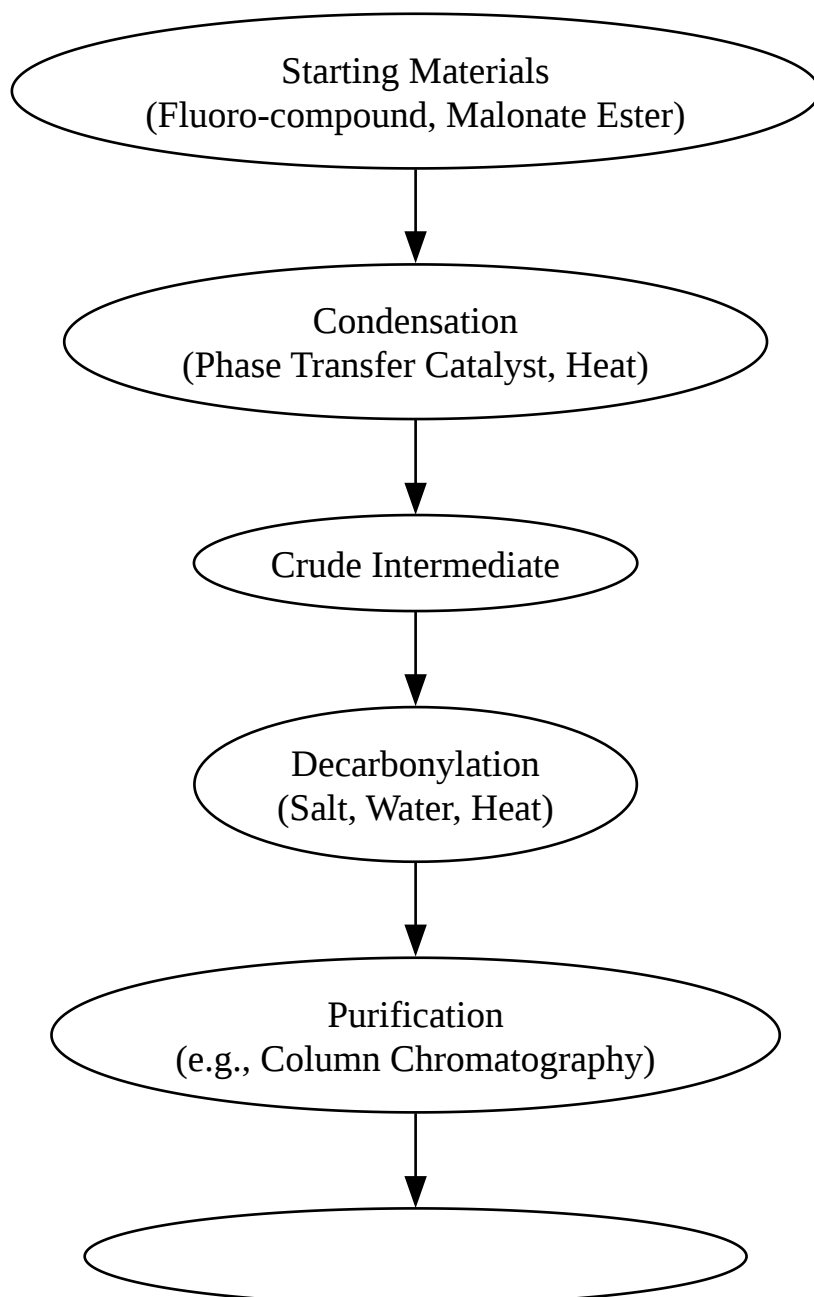 Starting Materials
(Fluoro-compound, Malonate Ester)
Condensation
(Phase Transfer Catalyst, Heat)
Crude Intermediate
Decarbonylation
(Salt, Water, Heat)
Purification
(e.g., Column Chromatography)